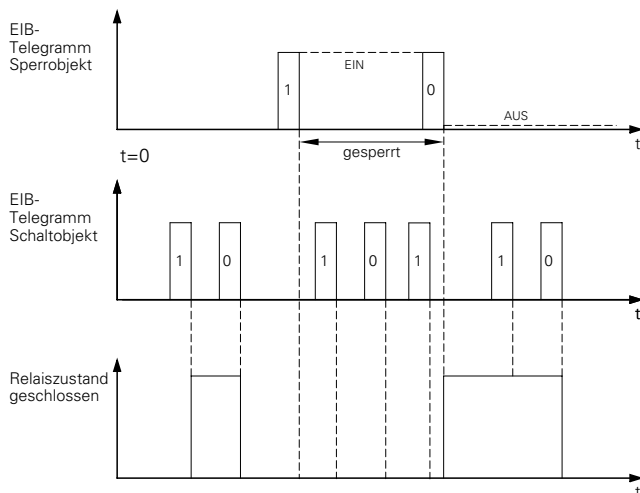 EIB-
Telegramm
Sperrobjekt
EIN
1
0
AUS
t
t=0
gesperrt
EIB-
Telegramm
Schaltobjekt
1
0
1
0
1
1
0
t
Relaiszustand
geschlossen
t